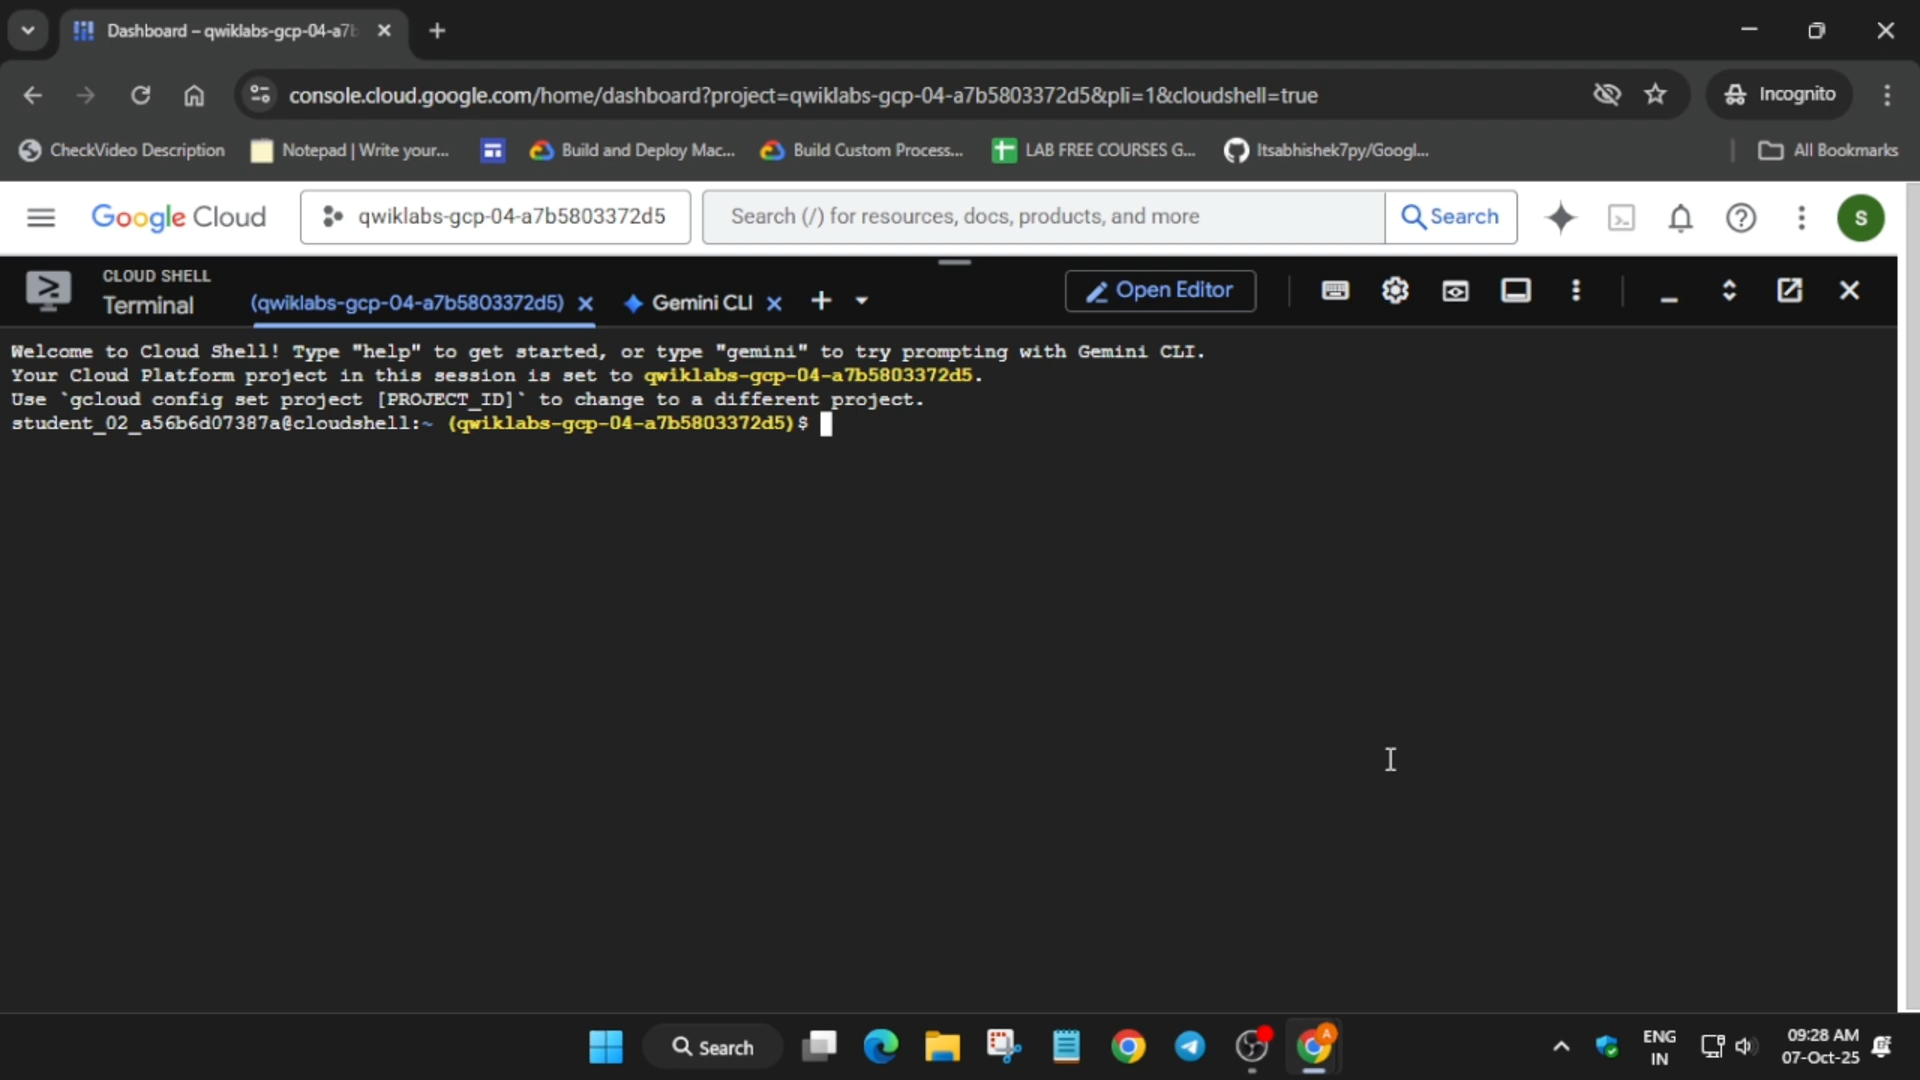 Dashboard – qwiklabs-gcp-04-a7b
console.cloud.google.com/home/dashboard?project=qwiklabs-gcp-04-a7b5803372d5&pli=1&cloudshell=true
Incognito
CheckVideo Description
Notepad | Write your...
Build and Deploy Mac...
Build Custom Process...
LAB FREE COURSES G...
Itsabhishek7py/Googl...
All Bookmarks
Google Cloud
qwiklabs-gcp-04-a7b5803372d5
Search (/) for resources, docs, products, and more
Search
S
CLOUD SHELL
Terminal
(qwiklabs-gcp-04-a7b5803372d5)
Gemini CLI
Open Editor
Welcome to Cloud Shell! Type "help" to get started, or type "gemini" to try prompting with Gemini CLI.
Your Cloud Platform project in this session is set to qwiklabs-gcp-04-a7b5803372d5.
Use `gcloud config set project [PROJECT_ID]` to change to a different project.
student_02_a56b6d07387a@cloudshell:~ (qwiklabs-gcp-04-a7b5803372d5)$
Search
A
ENG
IN
09:28 AM
07-Oct-25